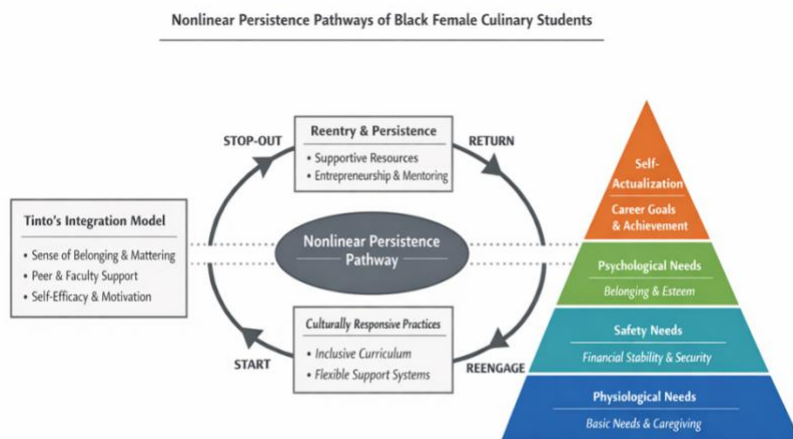 Nonlinear Persistence Pathways of Black Female Culinary Students
STOP-OUT
Reentry & Persistence
• Supportive Resources
• Entrepreneurship & Mentoring
RETURN
Tinto's Integration Model
• Sense of Belonging & Mattering
• Peer & Faculty Support
• Self-Efficacy & Motivation
Nonlinear Persistence
Pathway
START
Culturally Responsive Practices
• Inclusive Curriculum
• Flexible Support Systems
REENGAGE
Self-
Actualization
Career Goals
& Achievement
Psychological Needs
Belonging & Esteem
Safety Needs
Financial Stability & Security
Physiological Needs
Basic Needs & Caregiving